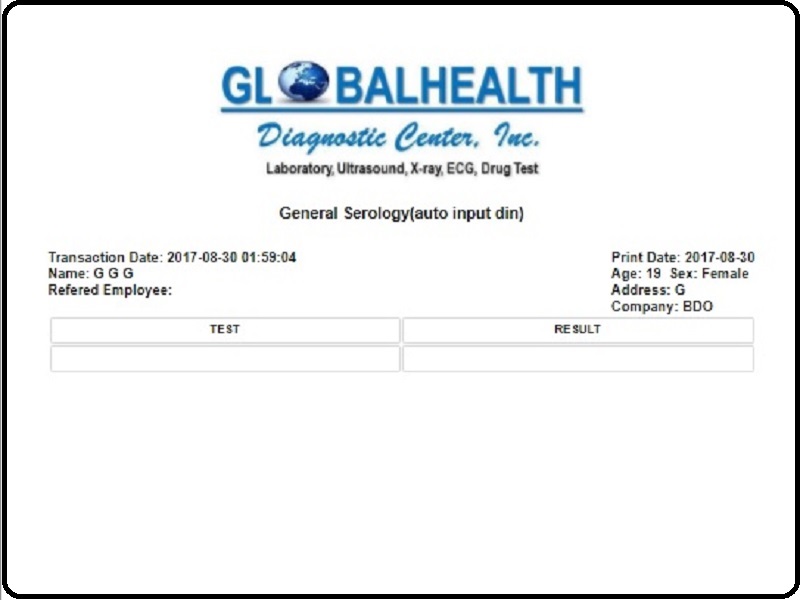 GLOBALHEALTH
Diagnostic Center, Inc.
Laboratory, Ultrasound, X-ray, ECG, Drug Test
General Serology(auto input din)
Transaction Date: 2017-08-30 01:59:04
Name: G G G
Refered Employee:
Print Date: 2017-08-30
Age: 19 Sex: Female
Address: G
Company: BDO
TEST RESULT